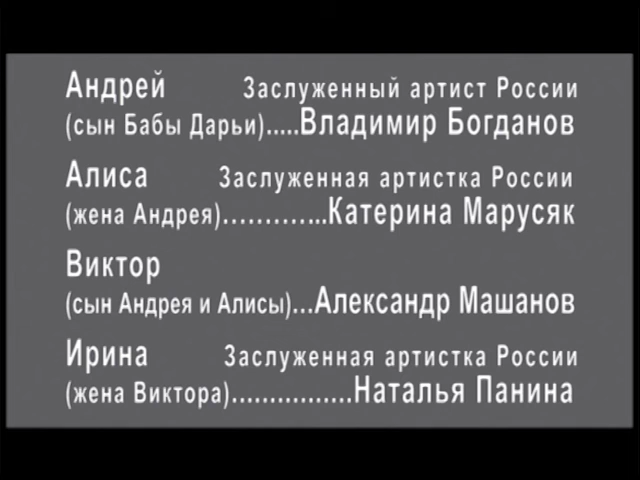 Андрей Заслуженный артист России
(сын Бабы Дарьи).....Владимир Богданов
Алиса Заслуженная артистка России
(жена Андрея)…………..Катерина Марусяк
Виктор
(сын Андрея и Алисы)...Александр Машанов
Ирина Заслуженная артистка России
(жена Виктора)................Наталья Панина